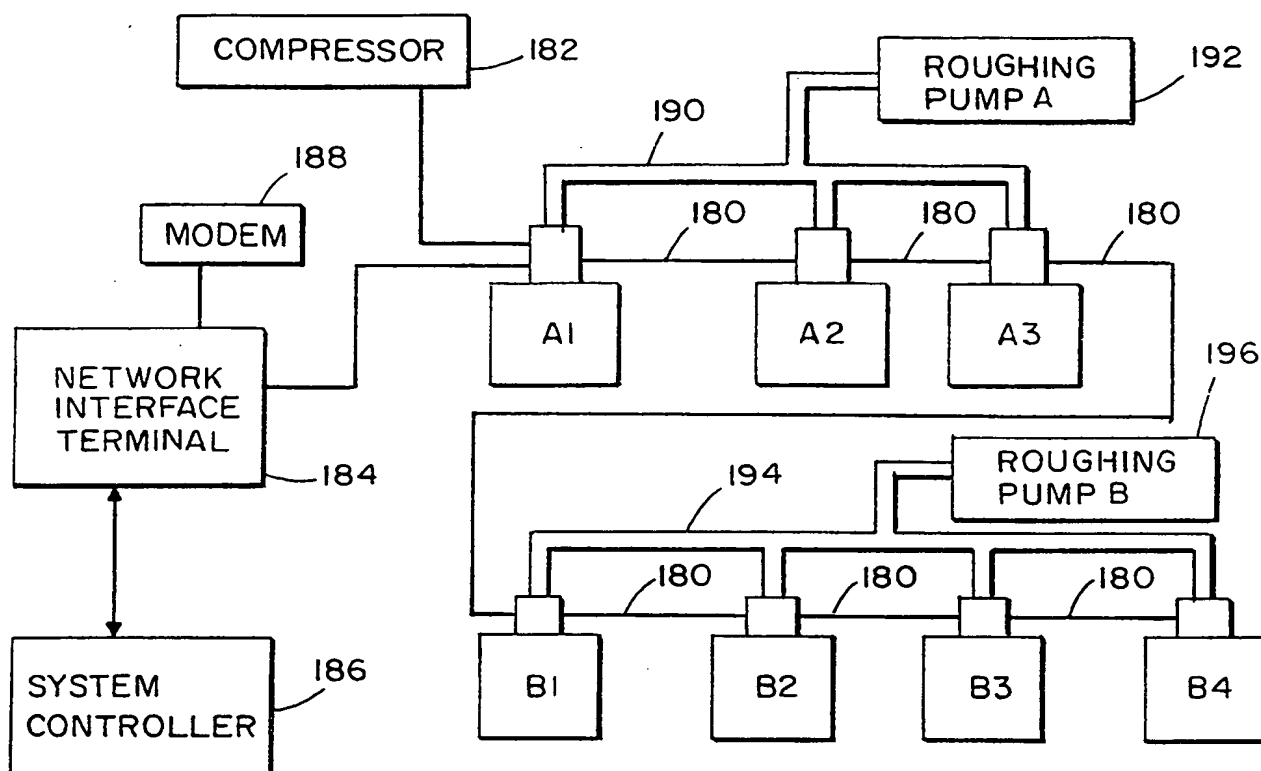 COMPRESSOR
182
ROUGHING
PUMP A
192
190
188
MODEM
180
180
180
A1
A2
A3
NETWORK
INTERFACE
TERMINAL
184
196
ROUGHING
PUMP B
194
180
180
180
B1
B2
B3
B4
SYSTEM
CONTROLLER
186